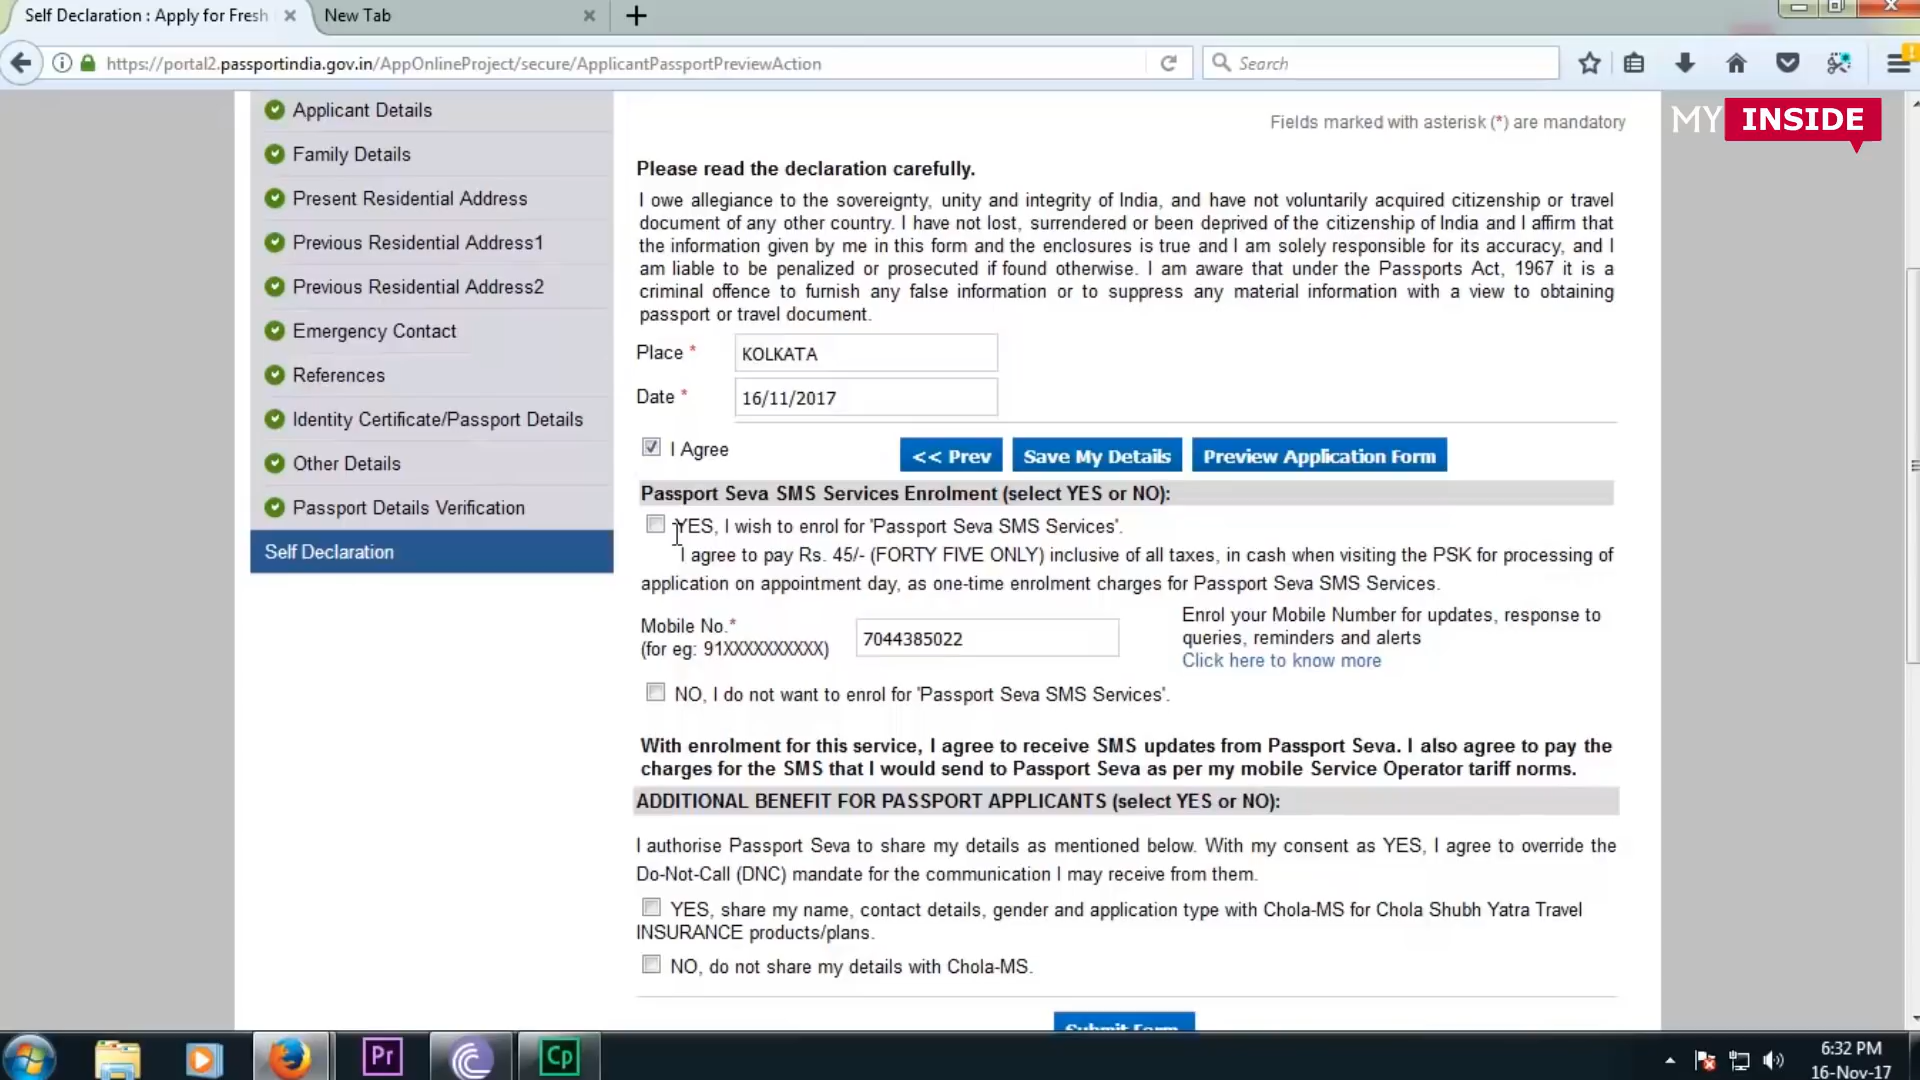 Self Declaration : Apply for Fresh
New Tab
https://portal2.passportindia.gov.in/AppOnlineProject/secure/ApplicantPassportPreviewAction
Search
MY INSIDE
Fields marked with asterisk (*) are mandatory
Applicant Details
Family Details
Present Residential Address
Previous Residential Address1
Previous Residential Address2
Emergency Contact
References
Identity Certificate/Passport Details
Other Details
Passport Details Verification
Self Declaration
Please read the declaration carefully.
I owe allegiance to the sovereignty, unity and integrity of India, and have not voluntarily acquired citizenship or travel
document of any other country. I have not lost, surrendered or been deprived of the citizenship of India and I affirm that
the information given by me in this form and the enclosures is true and I am solely responsible for its accuracy, and I
am liable to be penalized or prosecuted if found otherwise. I am aware that under the Passports Act, 1967 it is a
criminal offence to furnish any false information or to suppress any material information with a view to obtaining
passport or travel document.
Place * KOLKATA
Date * 16/11/2017
I Agree << Prev Save My Details Preview Application Form
Passport Seva SMS Services Enrolment (select YES or NO):
YES, I wish to enrol for 'Passport Seva SMS Services'.
I agree to pay Rs. 45/- (FORTY FIVE ONLY) inclusive of all taxes, in cash when visiting the PSK for processing of
application on appointment day, as one-time enrolment charges for Passport Seva SMS Services.
Mobile No.*
(for eg: 91XXXXXXXXXX)
7044385022
Enrol your Mobile Number for updates, response to
queries, reminders and alerts
Click here to know more
NO, I do not want to enrol for 'Passport Seva SMS Services'.
With enrolment for this service, I agree to receive SMS updates from Passport Seva. I also agree to pay the
charges for the SMS that I would send to Passport Seva as per my mobile Service Operator tariff norms.
ADDITIONAL BENEFIT FOR PASSPORT APPLICANTS (select YES or NO):
I authorise Passport Seva to share my details as mentioned below. With my consent as YES, I agree to override the
Do-Not-Call (DNC) mandate for the communication I may receive from them.
YES, share my name, contact details, gender and application type with Chola-MS for Chola Shubh Yatra Travel
INSURANCE products/plans.
NO, do not share my details with Chola-MS.
Submit Form
Pr
Cp
6:32 PM
16-Nov-17